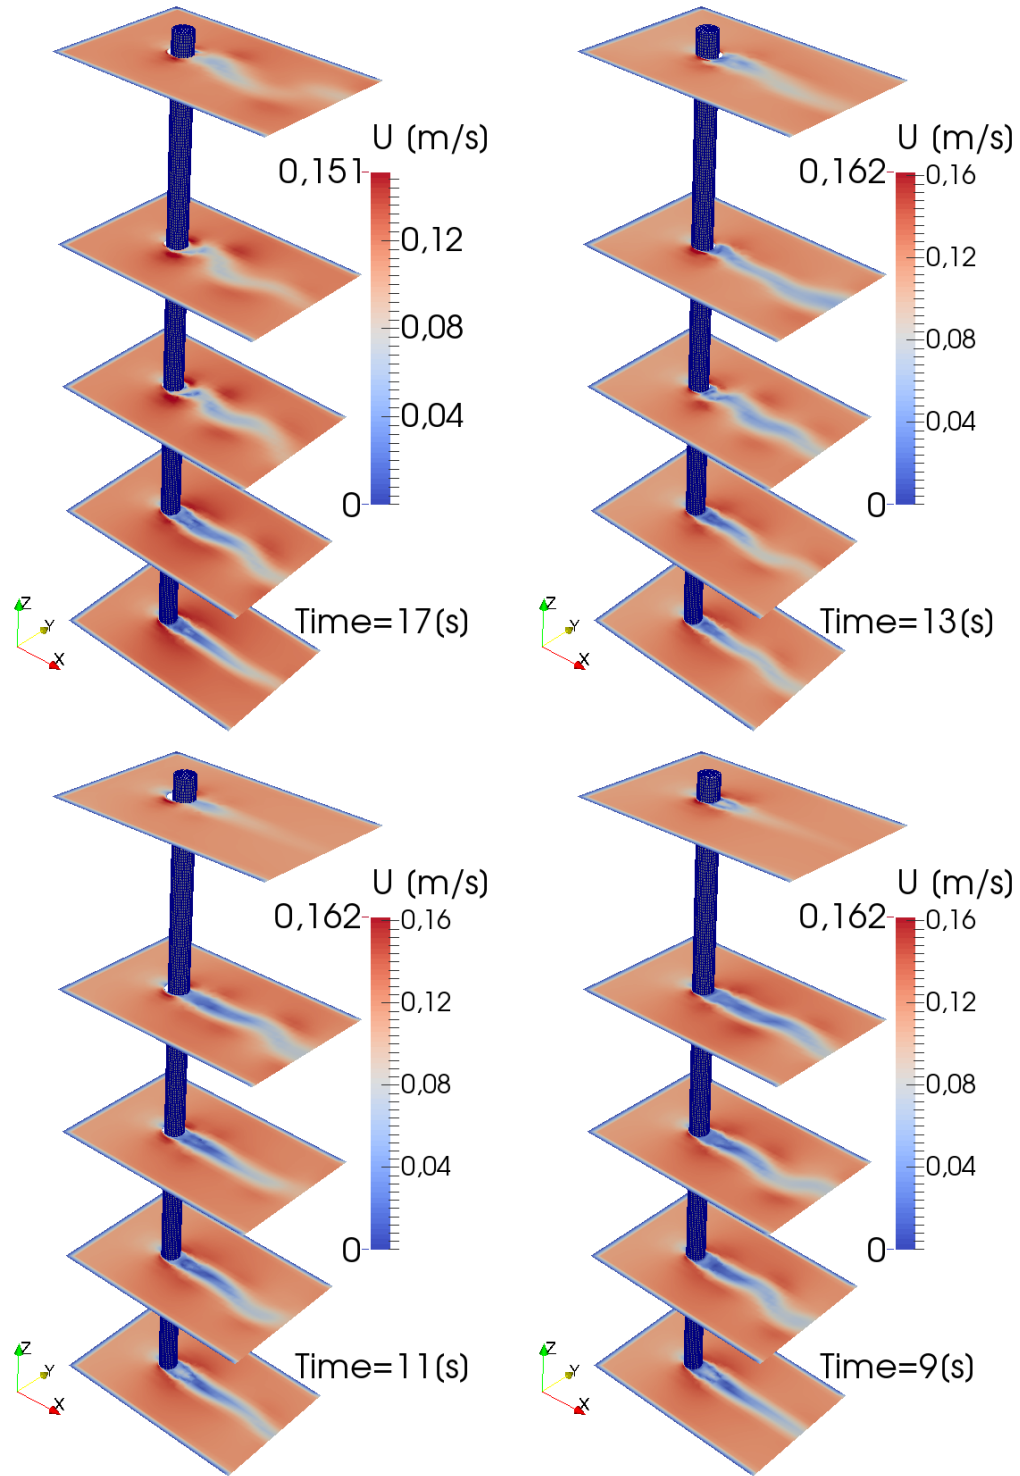 U (m/s)
0,151
0,12
0,08
0,04
0
Z
Y
X
Time=17(s)
U (m/s)
0,162
0,16
0,12
0,08
0,04
0
Z
Y
X
Time=13(s)
U (m/s)
0,162
0,16
0,12
0,08
0,04
0
Z
Y
X
Time=11(s)
U (m/s)
0,162
0,16
0,12
0,08
0,04
0
Z
Y
X
Time=9(s)